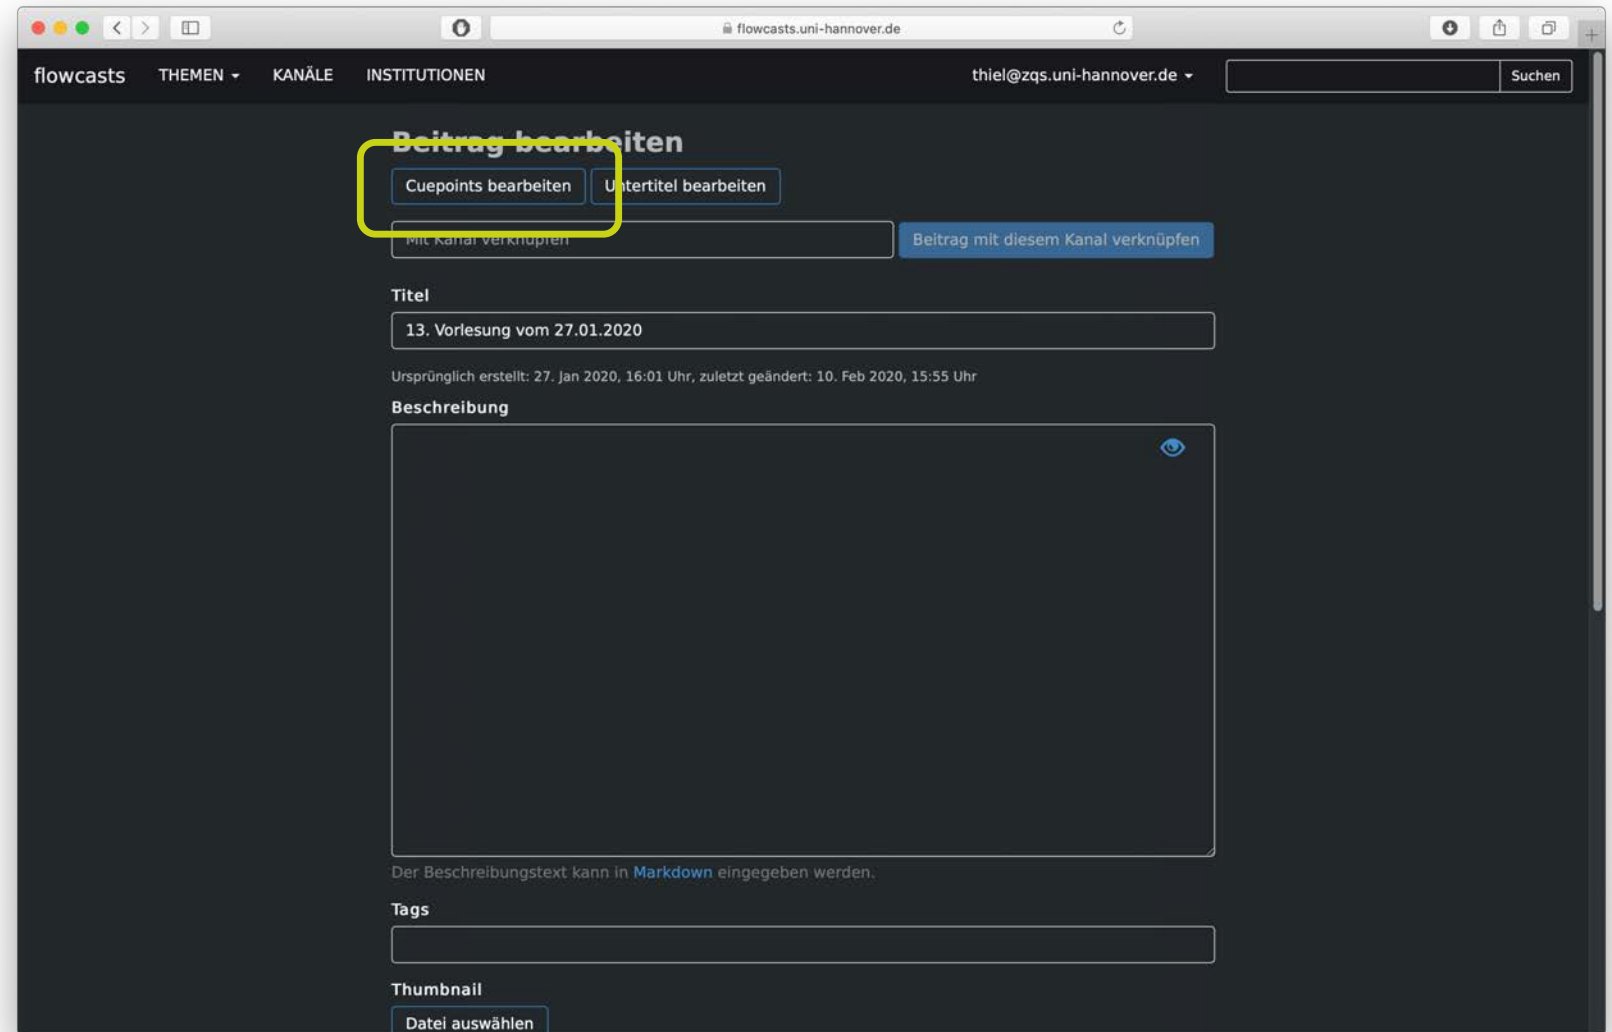 flowcasts.uni-hannover.de
flowcasts THEMEN KANÄLE INSTITUTIONEN thiel@zqs.uni-hannover.de Suchen
Beitrag bearbeiten
Cuepoints bearbeiten Untertitel bearbeiten
Mit Kanal verknüpfen Beitrag mit diesem Kanal verknüpfen
Titel
13. Vorlesung vom 27.01.2020
Ursprünglich erstellt: 27. Jan 2020, 16:01 Uhr, zuletzt geändert: 10. Feb 2020, 15:55 Uhr
Beschreibung
Der Beschreibungstext kann in Markdown eingegeben werden.
Tags
Thumbnail
Datei auswählen